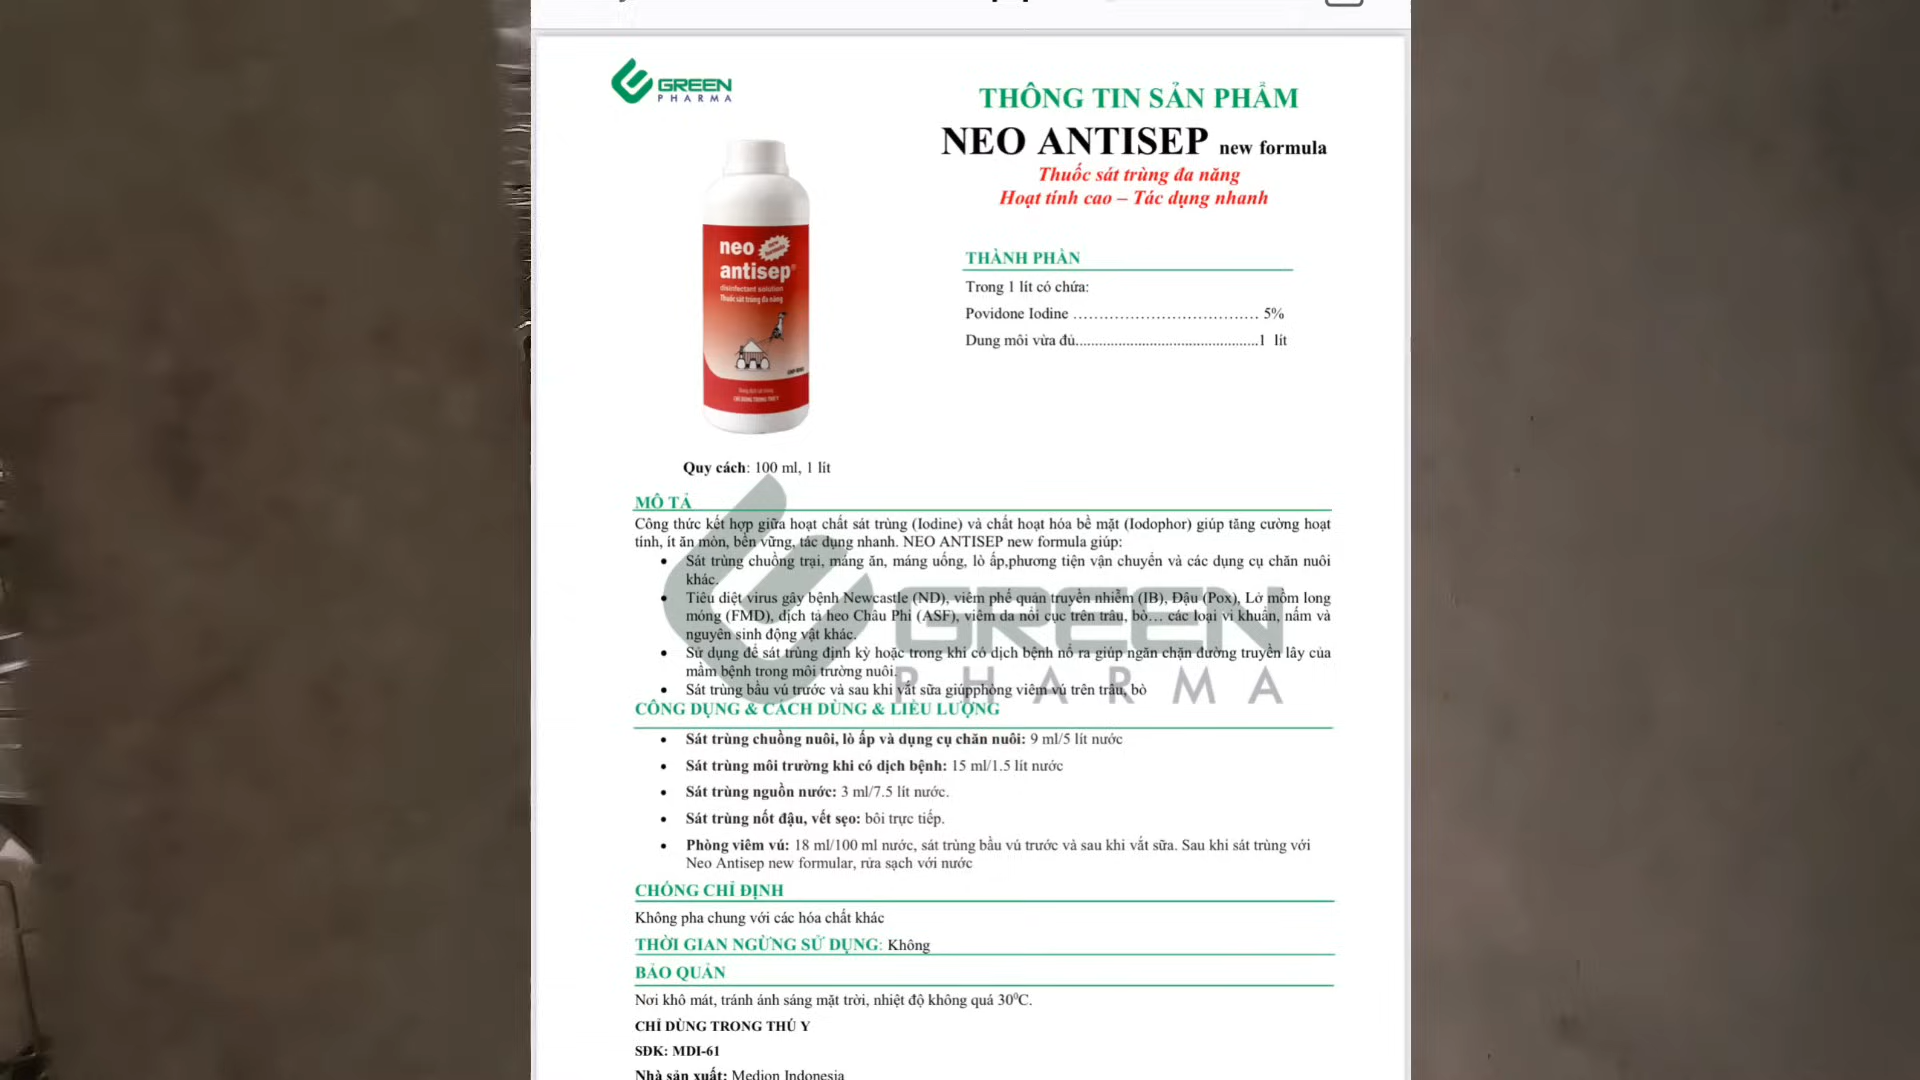 GREEN
PHARMA
THÔNG TIN SẢN PHẨM
NEO ANTISEP new formula
Thuốc sát trùng đa năng
Hoạt tính cao – Tác dụng nhanh
neo
antisep®
disinfectant solution
Thuốc sát trùng đa năng
CHỈ DÙNG TRONG THÚ Y
THÀNH PHẦN
Trong 1 lít có chứa:
Povidone Iodine ……………………………… 5%
Dung môi vừa đủ...............................................1 lít
Quy cách: 100 ml, 1 lít
MÔ TẢ
Công thức kết hợp giữa hoạt chất sát trùng (Iodine) và chất hoạt hóa bề mặt (Iodophor) giúp tăng cường hoạt
tính, ít ăn mòn, bền vững, tác dụng nhanh. NEO ANTISEP new formula giúp:
• Sát trùng chuồng trại, máng ăn, máng uống, lò ấp,phương tiện vận chuyển và các dụng cụ chăn nuôi
khác.
• Tiêu diệt virus gây bệnh Newcastle (ND), viêm phế quản truyền nhiễm (IB), Đậu (Pox), Lở mồm long
móng (FMD), dịch tả heo Châu Phi (ASF), viêm da nổi cục trên trâu, bò… các loại vi khuẩn, nấm và
nguyên sinh động vật khác.
• Sử dụng để sát trùng định kỳ hoặc trong khi có dịch bệnh nổ ra giúp ngăn chặn đường truyền lây của
mầm bệnh trong môi trường nuôi.
• Sát trùng bầu vú trước và sau khi vắt sữa giúpphòng viêm vú trên trâu, bò
GREEN
PHARMA
CÔNG DỤNG & CÁCH DÙNG & LIỀU LƯỢNG
• Sát trùng chuồng nuôi, lò ấp và dụng cụ chăn nuôi: 9 ml/5 lít nước
• Sát trùng môi trường khi có dịch bệnh: 15 ml/1.5 lít nước
• Sát trùng nguồn nước: 3 ml/7.5 lít nước.
• Sát trùng nốt đậu, vết sẹo: bôi trực tiếp.
• Phòng viêm vú: 18 ml/100 ml nước, sát trùng bầu vú trước và sau khi vắt sữa. Sau khi sát trùng với
Neo Antisep new formular, rửa sạch với nước
CHỐNG CHỈ ĐỊNH
Không pha chung với các hóa chất khác
THỜI GIAN NGỪNG SỬ DỤNG: Không
BẢO QUẢN
Nơi khô mát, tránh ánh sáng mặt trời, nhiệt độ không quá 30⁰C.
CHỈ DÙNG TRONG THÚ Y
SĐK: MDI-61
Nhà sản xuất: Medion Indonesia